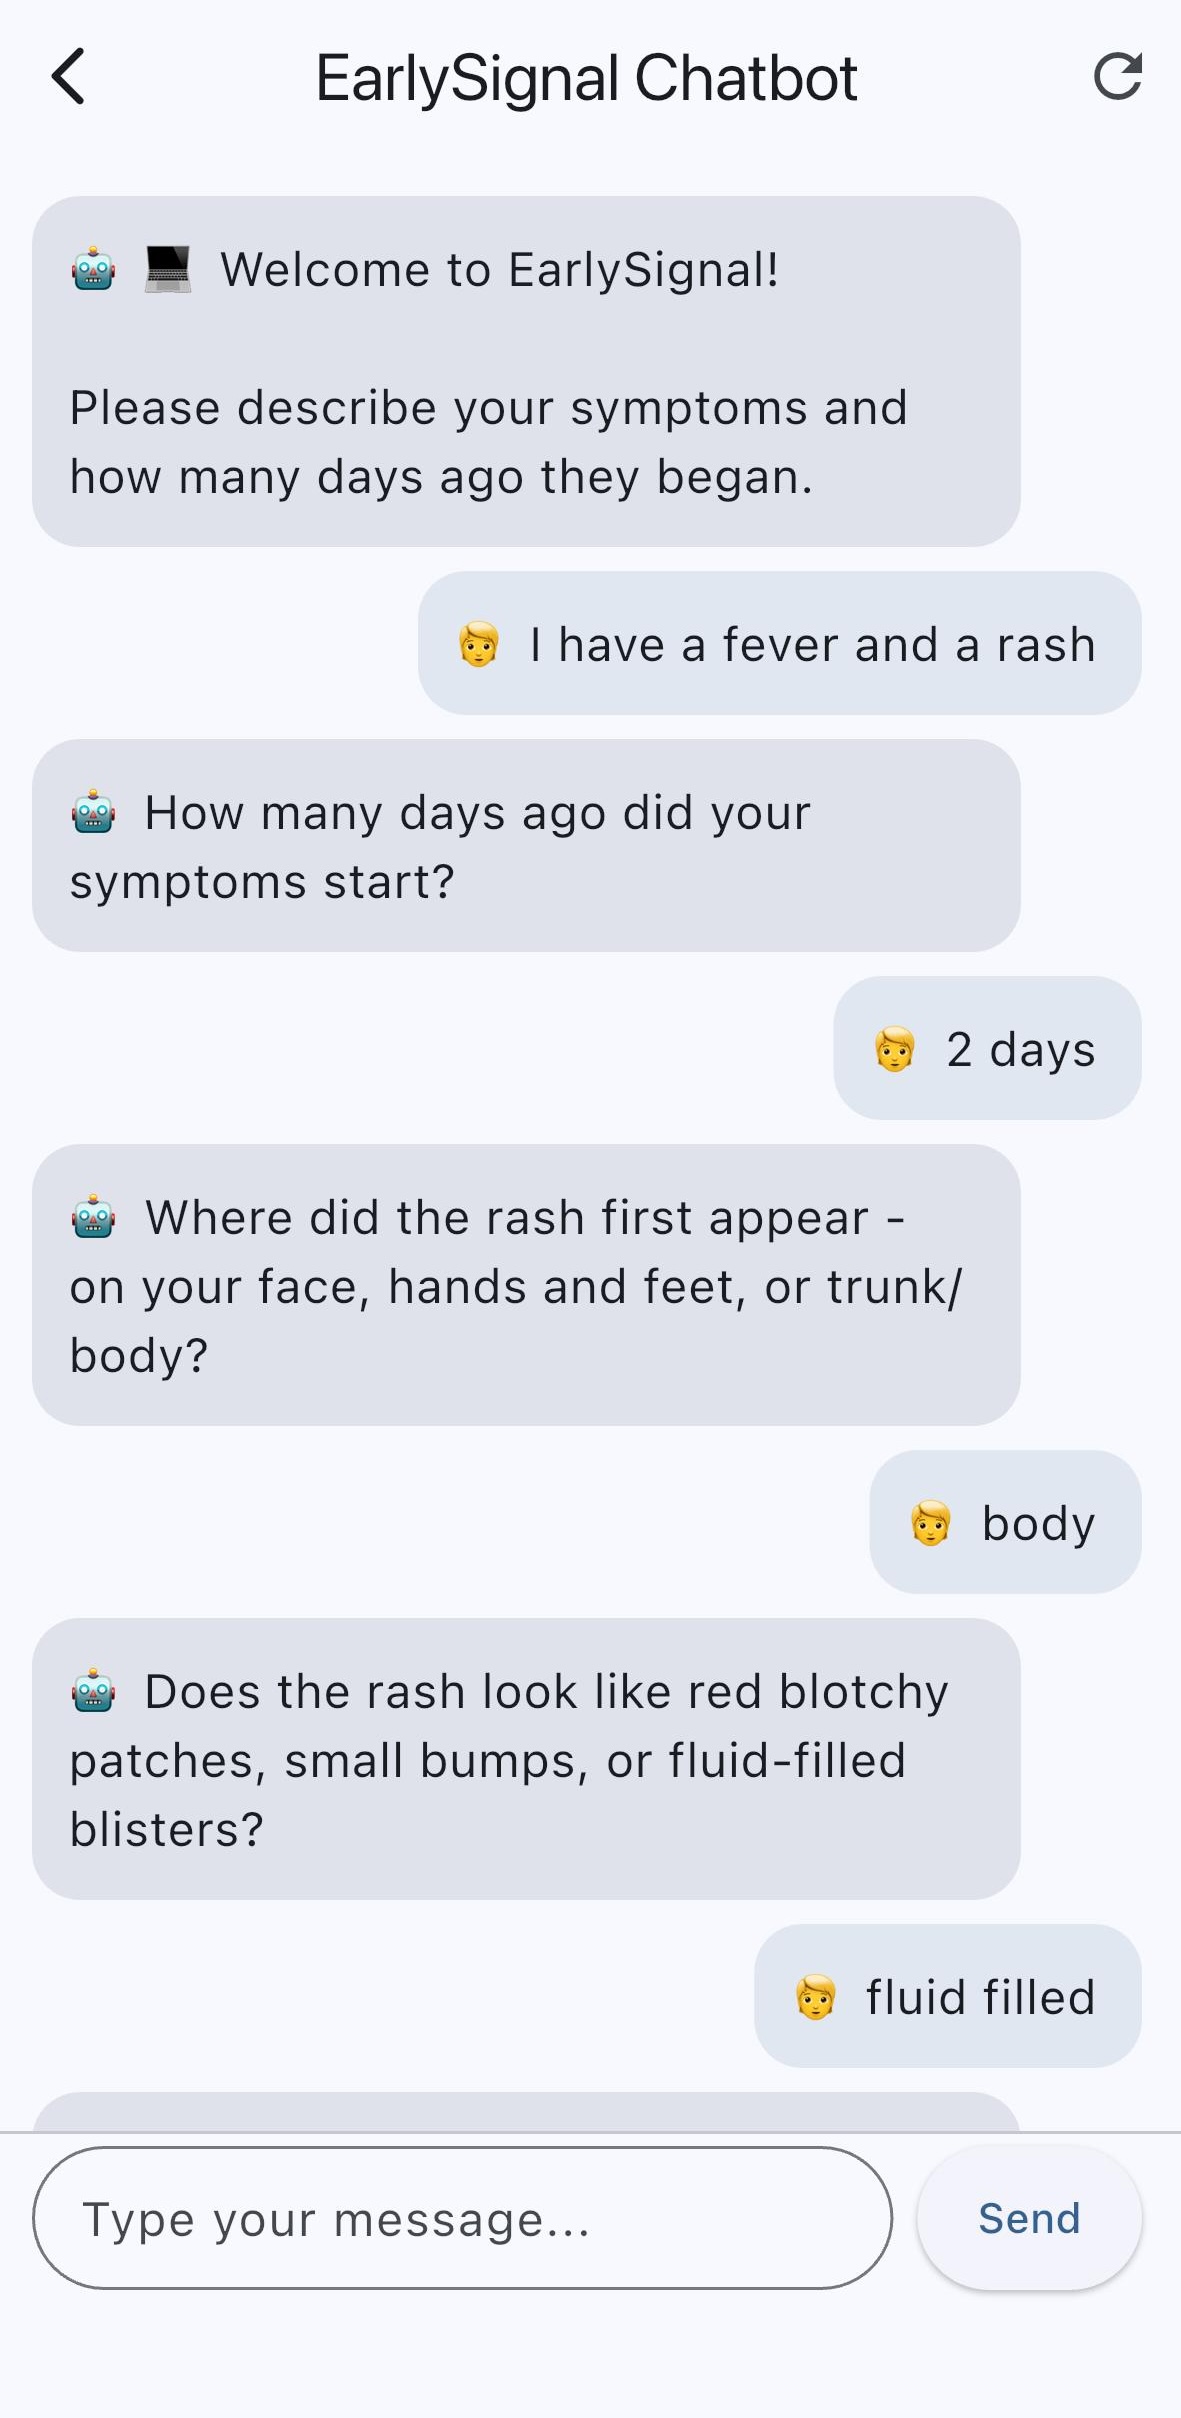 EarlySignal Chatbot
🤖 💻 Welcome to EarlySignal!
Please describe your symptoms and
how many days ago they began.
🧑 I have a fever and a rash
🤖 How many days ago did your
symptoms start?
🧑 2 days
🤖 Where did the rash first appear -
on your face, hands and feet, or trunk/
body?
🧑 body
🤖 Does the rash look like red blotchy
patches, small bumps, or fluid-filled
blisters?
🧑 fluid filled
Type your message...
Send